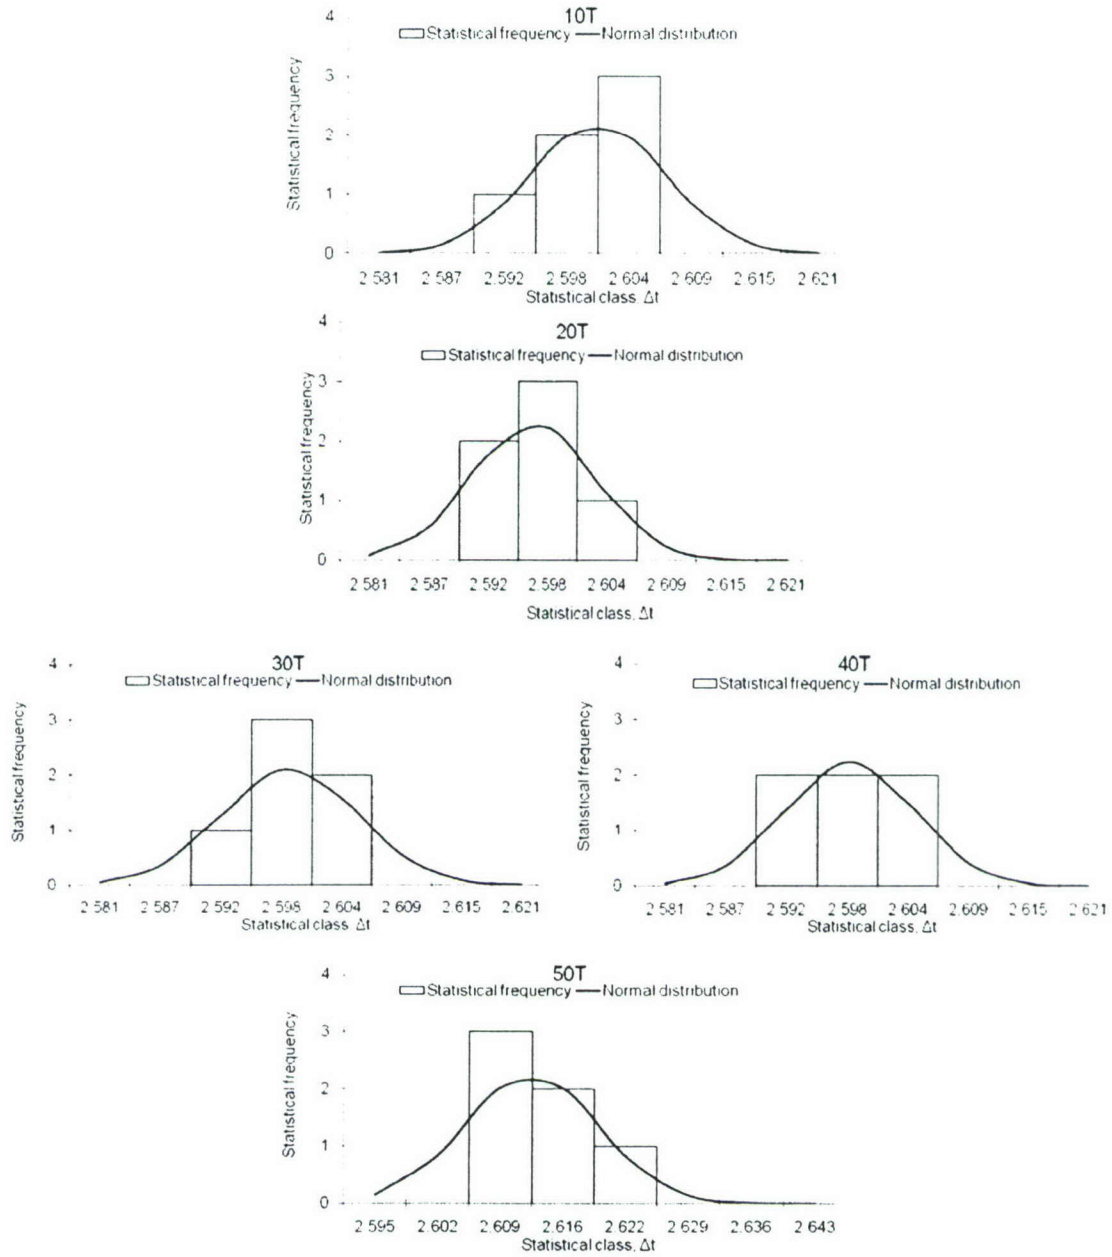 10T
Statistical frequency Normal distribution
4
3
2
1
0
Statistical frequency
2.581 2.587 2.592 2.598 2.604 2.609 2.615 2.621
Statistical class, Δt
20T
Statistical frequency Normal distribution
4
3
2
1
0
Statistical frequency
2.581 2.587 2.592 2.598 2.604 2.609 2.615 2.621
Statistical class, Δt
30T
Statistical frequency Normal distribution
4
3
2
1
0
Statistical frequency
2.581 2.587 2.592 2.598 2.604 2.609 2.615 2.621
Statistical class, Δt
40T
Statistical frequency Normal distribution
4
3
2
1
0
Statistical frequency
2.581 2.587 2.592 2.598 2.604 2.609 2.615 2.621
Statistical class, Δt
50T
Statistical frequency Normal distribution
4
3
2
1
0
Statistical frequency
2.595 2.602 2.609 2.616 2.622 2.629 2.636 2.643
Statistical class, Δt